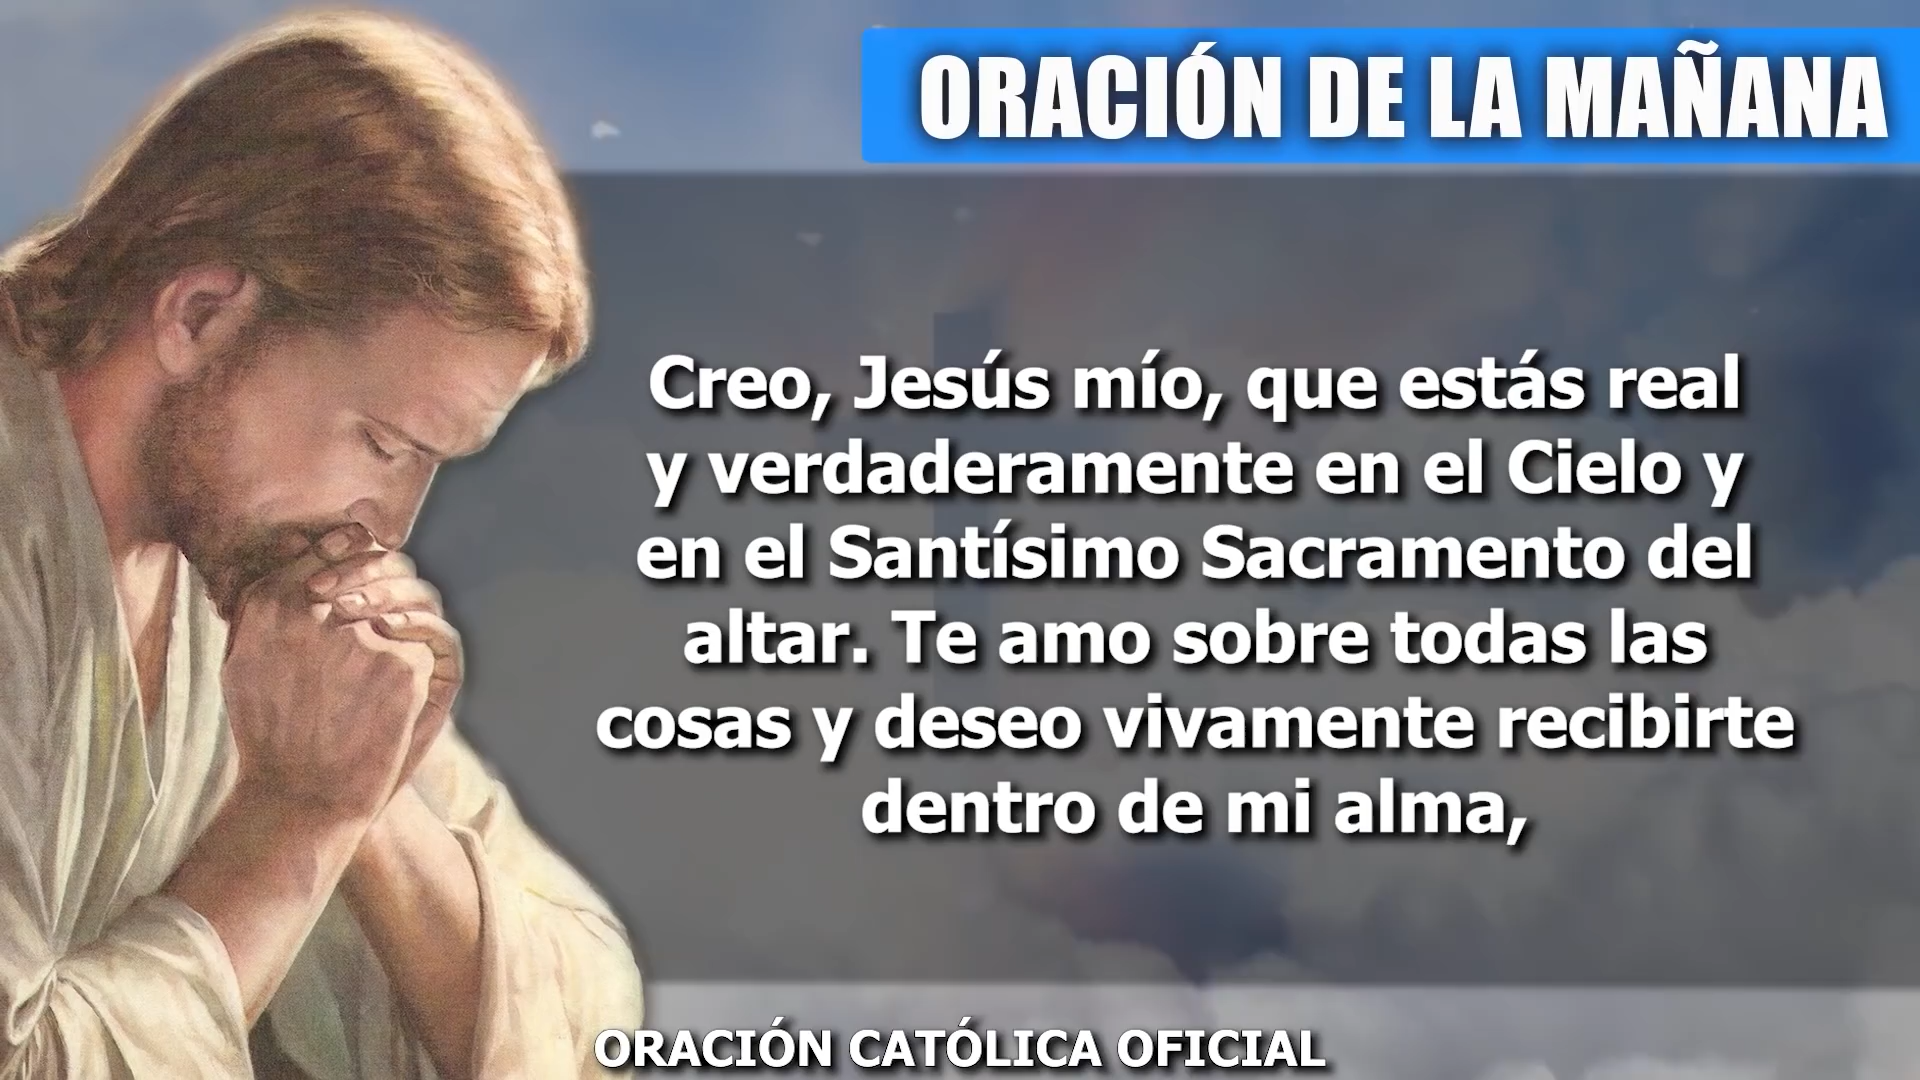 ORACIÓN DE LA MAÑANA
Creo, Jesús mío, que estás real
y verdaderamente en el Cielo y
en el Santísimo Sacramento del
altar. Te amo sobre todas las
cosas y deseo vivamente recibirte
dentro de mi alma,
ORACIÓN CATÓLICA OFICIAL